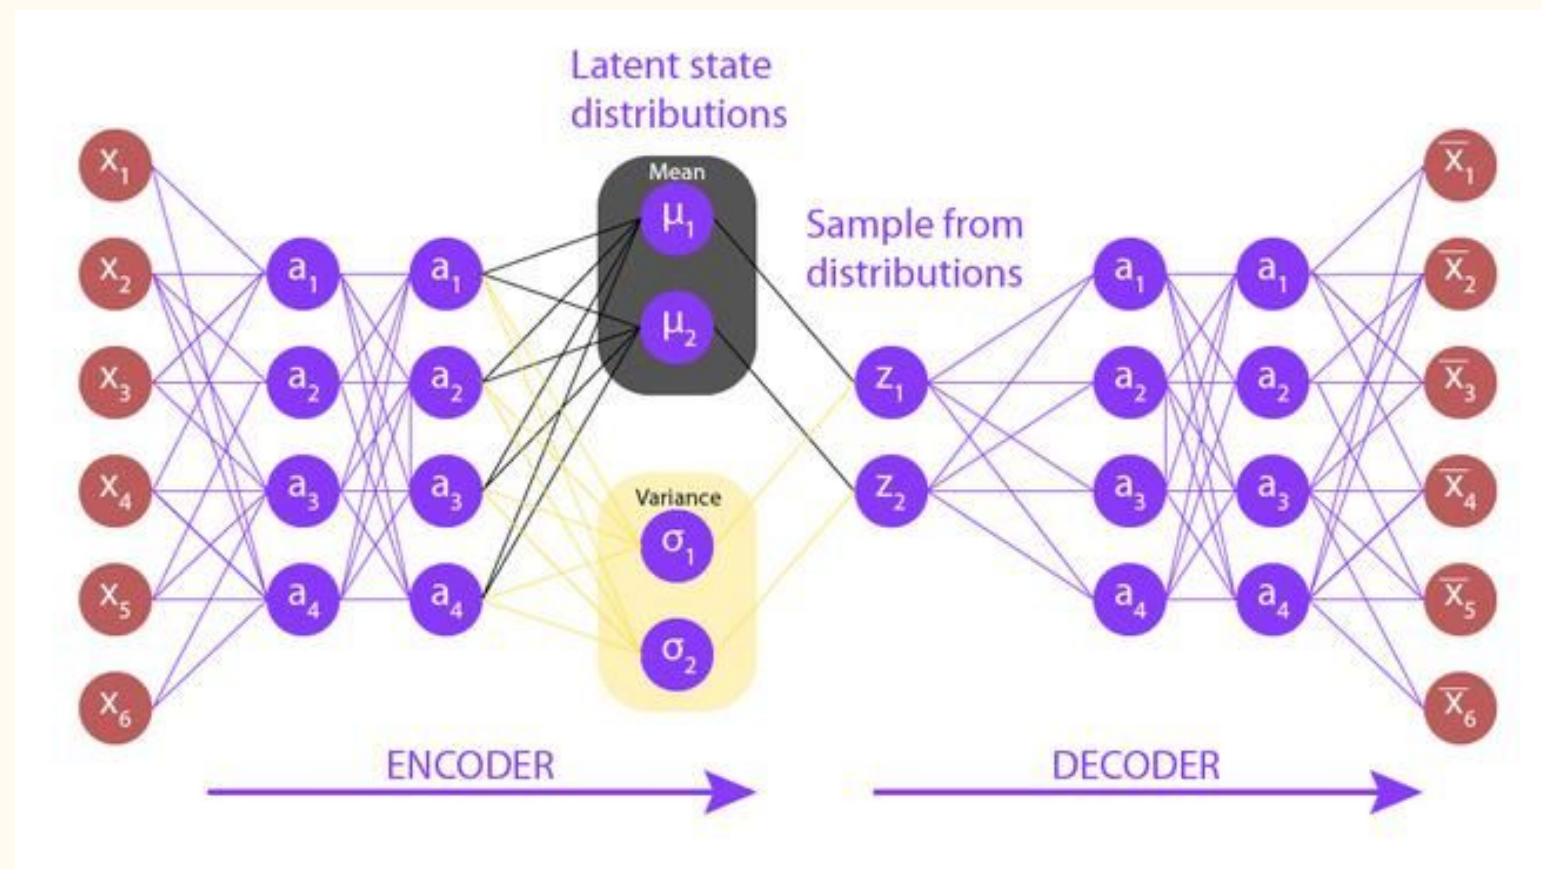 Latent state
distributions
Mean
μ₁
μ₂
Variance
σ₁
σ₂
Sample from
distributions
x₁
x₂
x₃
x₄
x₅
x₆
a₁
a₂
a₃
a₄
a₁
a₂
a₃
a₄
z₁
z₂
a₁
a₂
a₃
a₄
a₁
a₂
a₃
a₄
x̅₁
x̅₂
x̅₃
x̅₄
x̅₅
x̅₆
ENCODER
DECODER